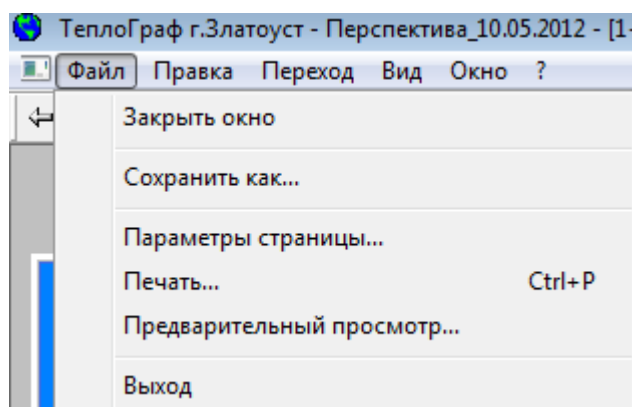 ТеплоГраф г.Златоуст - Перспектива_10.05.2012 - [1-
Файл Правка Переход Вид Окно ?
Закрыть окно
Сохранить как...
Параметры страницы...
Печать... Ctrl+P
Предварительный просмотр...
Выход